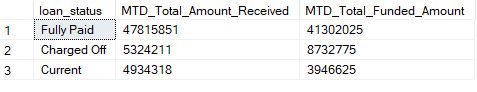 loan_status MTD_Total_Amount_Received MTD_Total_Funded_Amount
1 Fully Paid 47815851 41302025
2 Charged Off 5324211 8732775
3 Current 4934318 3946625